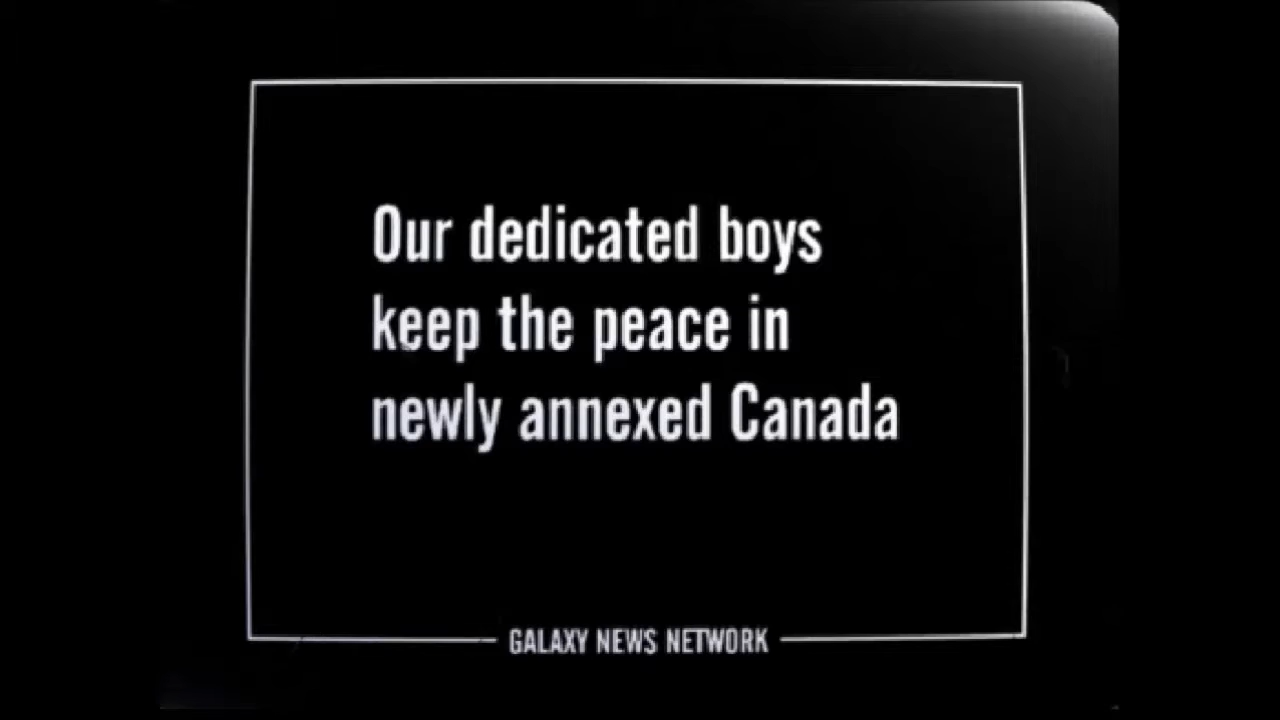 Our dedicated boys
keep the peace in
newly annexed Canada
GALAXY NEWS NETWORK